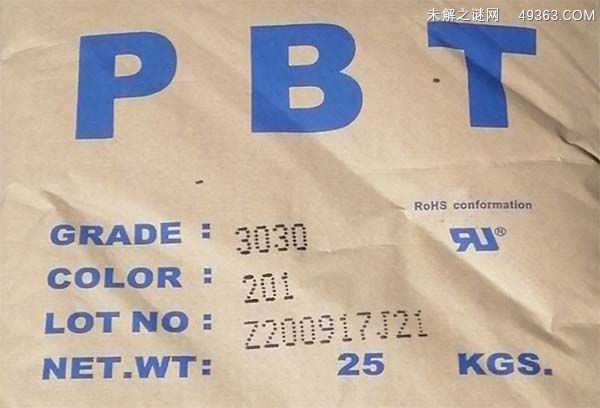 未解之谜网 49363.COM
PBT
RoHS conformation
RU®
GRADE : 3030
COLOR : 201
LOT NO : Z200917J21
NET.WT: 25 KGS.